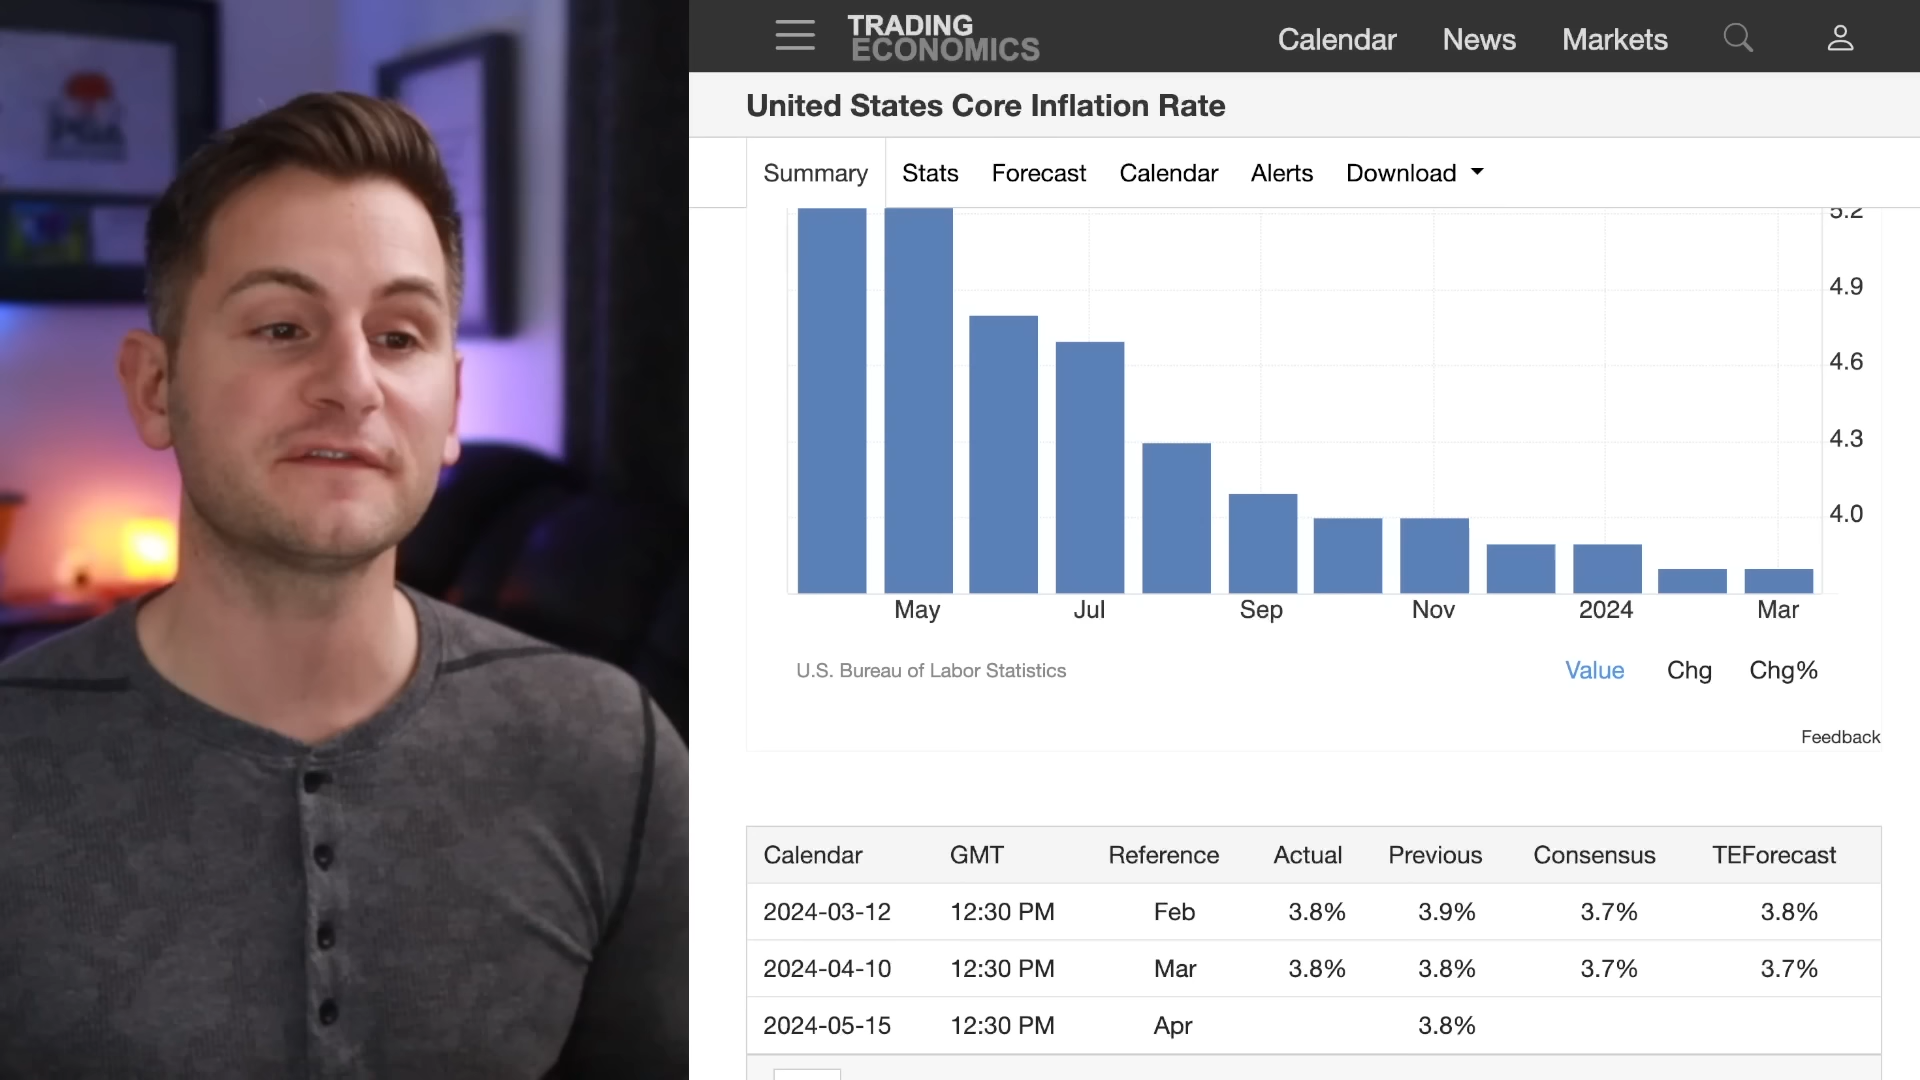 TRADING
ECONOMICS
Calendar News Markets
United States Core Inflation Rate
Summary Stats Forecast Calendar Alerts Download
5.2
4.9
4.6
4.3
4.0
May Jul Sep Nov 2024 Mar
U.S. Bureau of Labor Statistics
Value Chg Chg%
Feedback
Calendar GMT Reference Actual Previous Consensus TEForecast
2024-03-12 12:30 PM Feb 3.8% 3.9% 3.7% 3.8%
2024-04-10 12:30 PM Mar 3.8% 3.8% 3.7% 3.7%
2024-05-15 12:30 PM Apr 3.8%